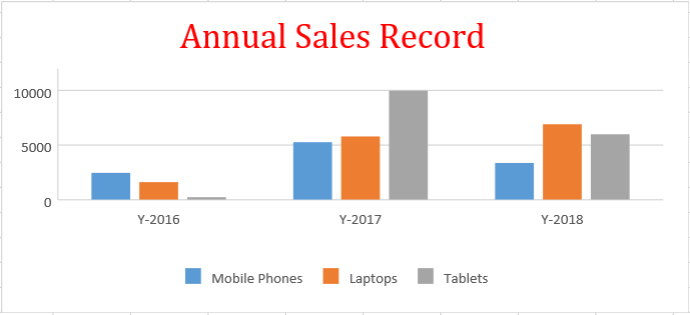 Annual Sales Record
10000
5000
0
Y-2016 Y-2017 Y-2018
Mobile Phones Laptops Tablets